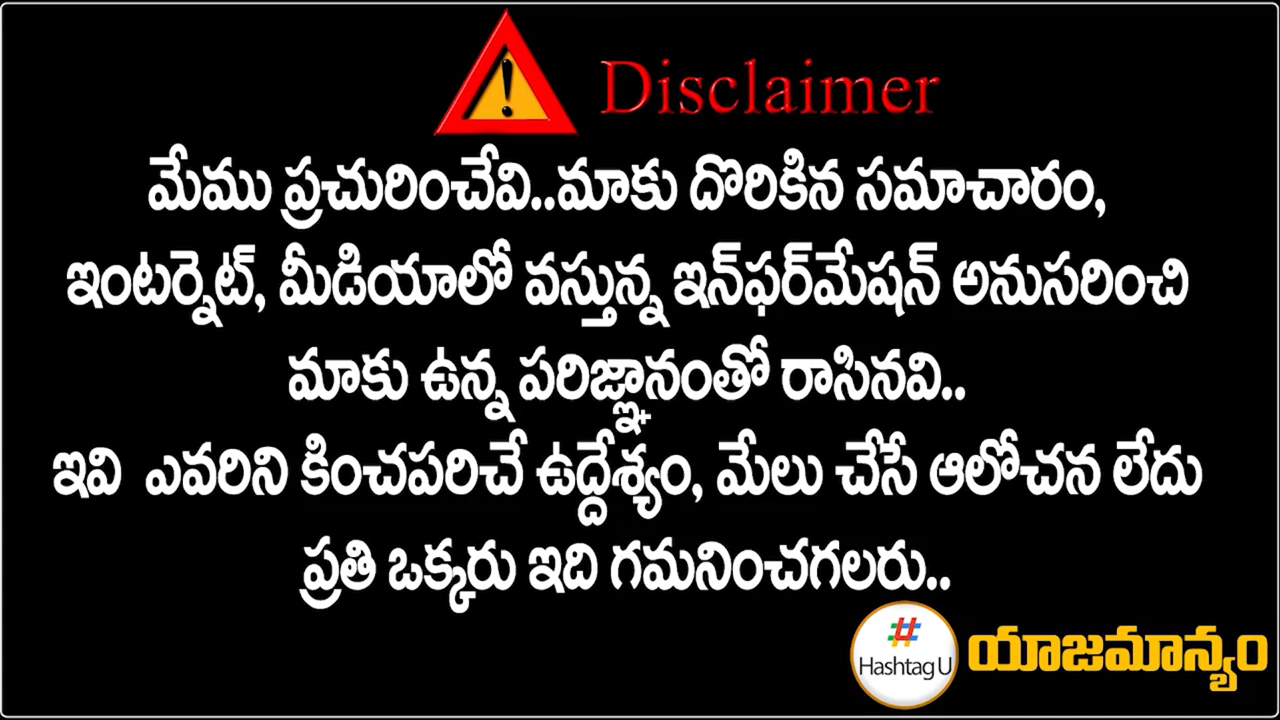 Disclaimer
మేము ప్రచురించేవి..మాకు దొరికిన సమాచారం,
ఇంటర్నెట్, మీడియాలో వస్తున్న ఇన్‌ఫర్‌మేషన్ అనుసరించి
మాకు ఉన్న పరిజ్ఞానంతో రాసినవి..
ఇవి ఎవరిని కించపరిచే ఉద్దేశ్యం, మేలు చేసే ఆలోచన లేదు
ప్రతి ఒక్కరు ఇది గమనించగలరు..
# Hashtag U యాజమాన్యం